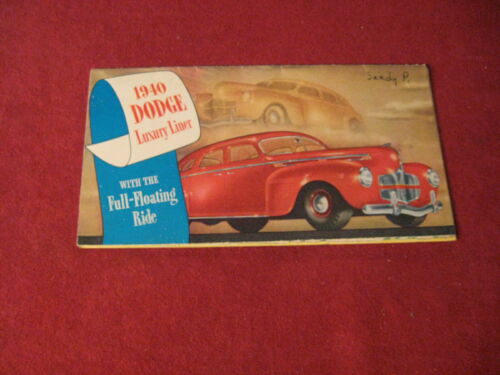 1940
DODGE
Luxury Liner
WITH THE
Full-Floating
Ride
Sandy P.